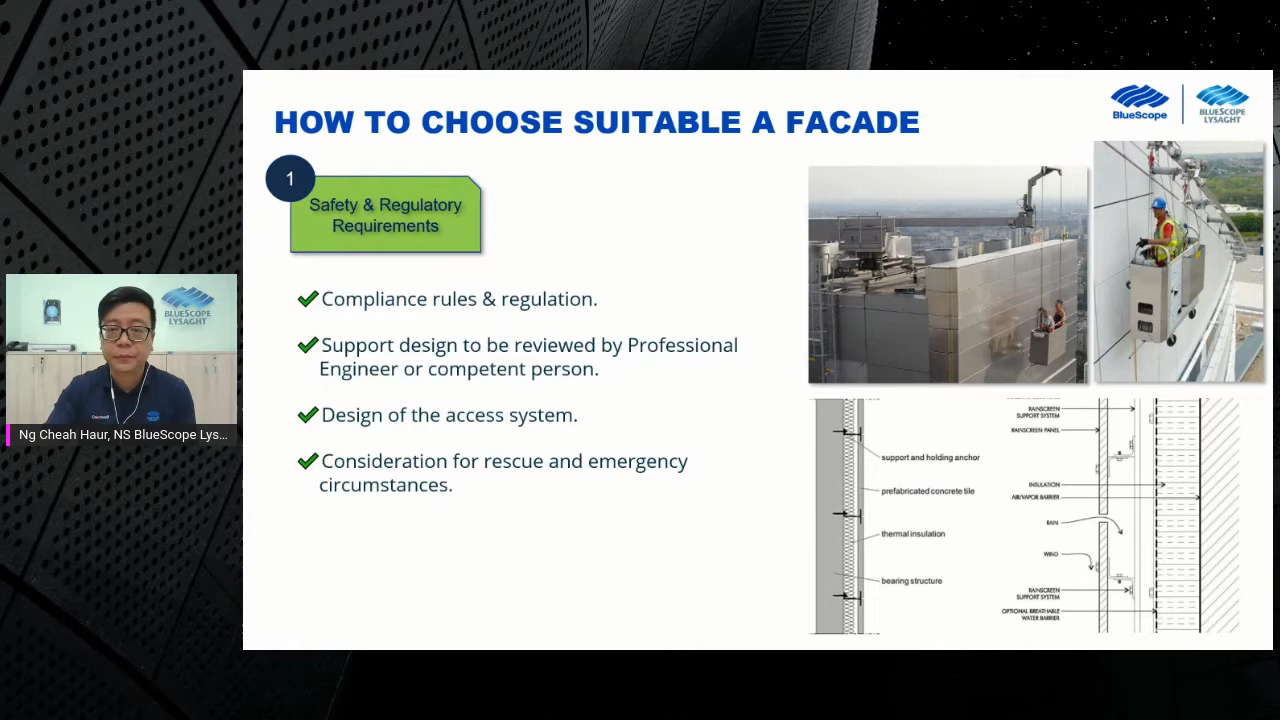 HOW TO CHOOSE SUITABLE A FACADE
BlueScope
BLUESCOPE
LYSAGHT
1
Safety & Regulatory
Requirements
Compliance rules & regulation.
Support design to be reviewed by Professional
Engineer or competent person.
Design of the access system.
Consideration for rescue and emergency
circumstances.
support and holding anchor
prefabricated concrete tile
thermal insulation
bearing structure
RAINSCREEN
SUPPORT SYSTEM
RAINSCREEN PANEL
INSULATION
AIR/VAPOR BARRIER
RAIN
WIND
RAINSCREEN
SUPPORT SYSTEM
OPTIONAL BREATHABLE
WATER BARRIER
BLUESCOPE
LYSAGHT
Ng Cheah Haur, NS BlueScope Lys...